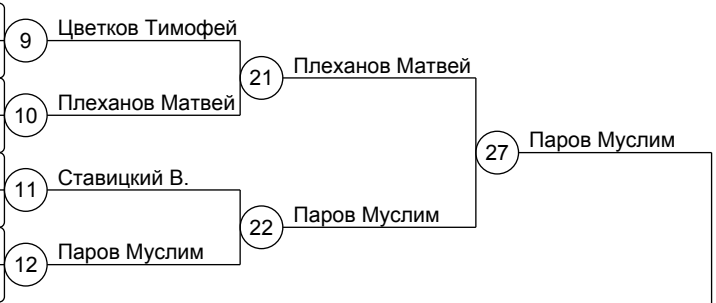 9 Цветков Тимофей
21 Плеханов Матвей
10 Плеханов Матвей
27 Паров Муслим
11 Ставицкий В.
22 Паров Муслим
12 Паров Муслим